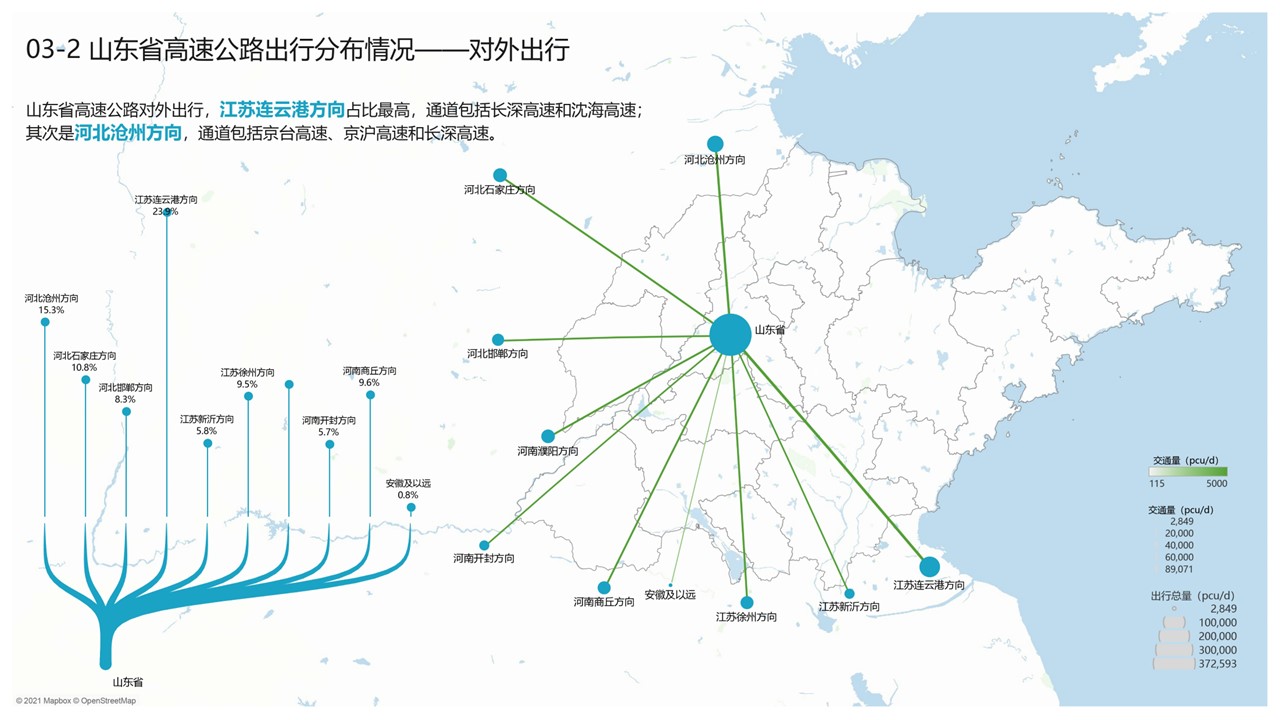 03-2 山东省高速公路出行分布情况——对外出行
山东省高速公路对外出行，江苏连云港方向占比最高，通道包括长深高速和沈海高速；
其次是河北沧州方向，通道包括京台高速、京沪高速和长深高速。
江苏连云港方向
23.9%
河北沧州方向
15.3%
河北石家庄方向
10.8%
河北邯郸方向
8.3%
江苏新沂方向
5.8%
江苏徐州方向
9.5%
河南开封方向
5.7%
河南商丘方向
9.6%
安徽及以远
0.8%
山东省
河北沧州方向
河北石家庄方向
山东省
河北邯郸方向
河南濮阳方向
河南开封方向
河南商丘方向
安徽及以远
江苏徐州方向
江苏新沂方向
江苏连云港方向
交通量（pcu/d）
115 5000
交通量（pcu/d）
2,849
20,000
40,000
60,000
89,071
出行总量（pcu/d）
2,849
100,000
200,000
300,000
372,593
© 2021 Mapbox © OpenStreetMap